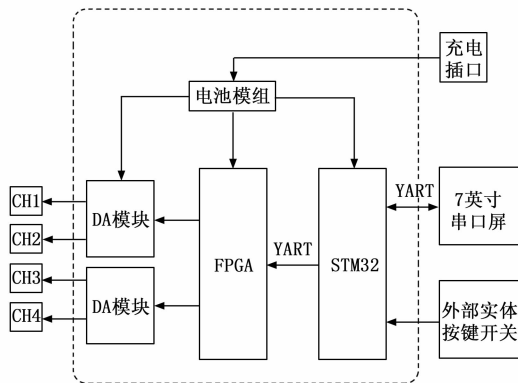 充电
插口
电池模组
CH1
CH2
CH3
CH4
DA模块
DA模块
FPGA
YART
STM32
YART
7英寸
串口屏
外部实体
按键开关